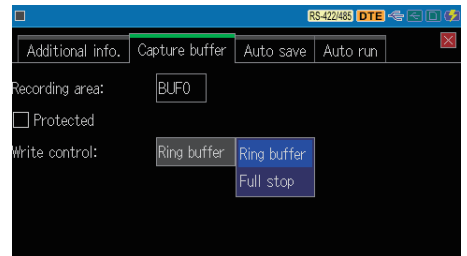 RS-422/485 DTE
Additional info. Capture buffer Auto save Auto run
Recording area: BUF0
Protected
Write control: Ring buffer Ring buffer
Full stop